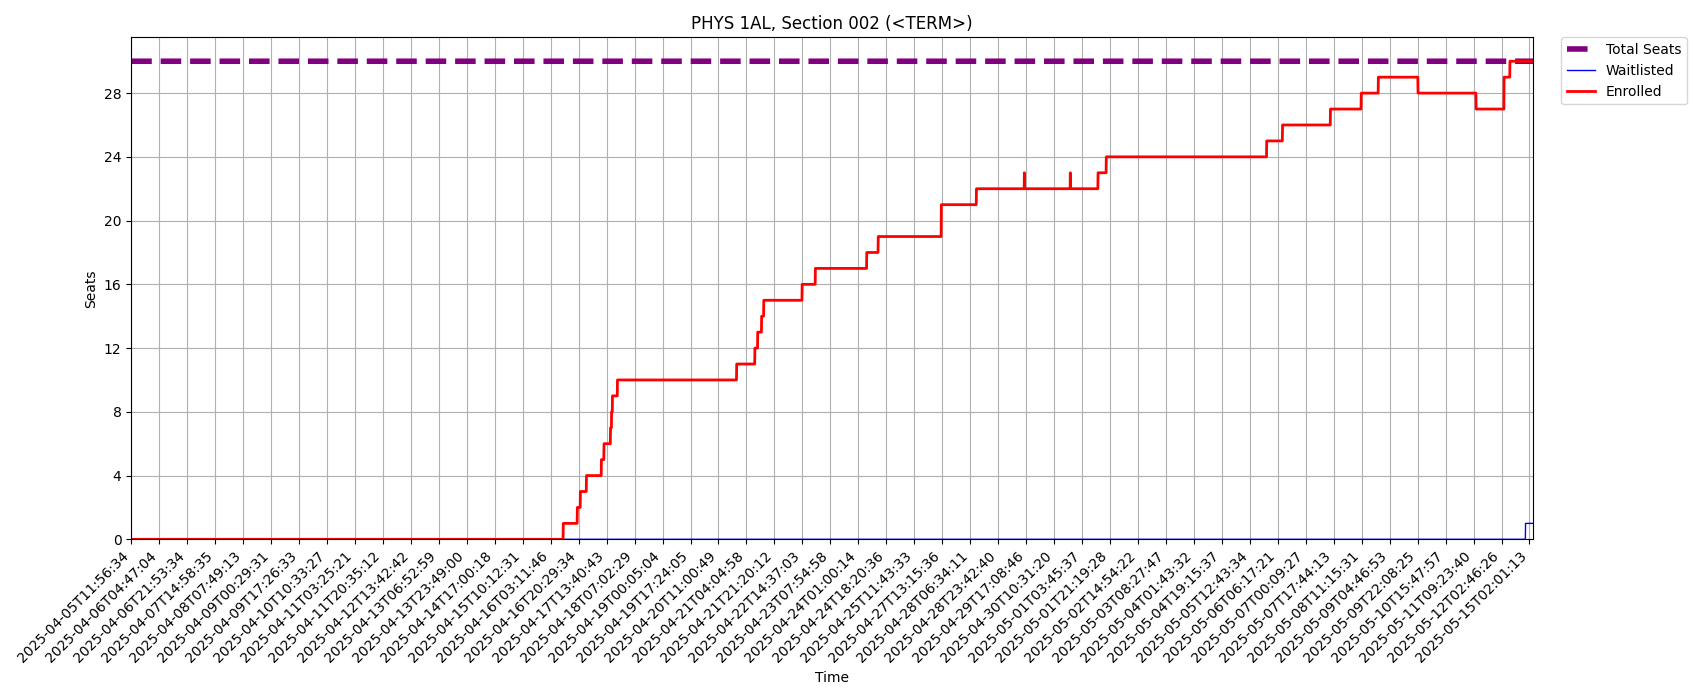 PHYS 1AL, Section 002 (<TERM>)
Total Seats
Waitlisted
Enrolled
Seats
28
24
20
16
12
8
4
0
2025-04-05T11:56:34
2025-04-06T04:47:04
2025-04-06T21:53:34
2025-04-07T14:58:35
2025-04-08T07:49:13
2025-04-09T00:29:31
2025-04-09T17:26:33
2025-04-10T10:33:27
2025-04-11T03:25:21
2025-04-11T20:35:12
2025-04-12T13:42:42
2025-04-13T06:52:59
2025-04-13T23:49:00
2025-04-14T17:00:18
2025-04-15T10:12:31
2025-04-16T03:11:46
2025-04-16T20:29:34
2025-04-17T13:40:43
2025-04-18T07:02:29
2025-04-19T00:05:04
2025-04-19T17:24:05
2025-04-20T11:00:49
2025-04-21T04:04:58
2025-04-21T21:20:12
2025-04-22T14:37:03
2025-04-23T07:54:58
2025-04-24T01:00:14
2025-04-24T18:20:36
2025-04-25T11:43:33
2025-04-27T13:15:36
2025-04-28T06:34:11
2025-04-28T23:42:40
2025-04-29T17:08:46
2025-04-30T10:31:20
2025-05-01T03:45:37
2025-05-01T21:19:28
2025-05-02T14:54:22
2025-05-03T08:27:47
2025-05-04T01:43:32
2025-05-04T19:15:37
2025-05-05T12:43:34
2025-05-06T06:17:21
2025-05-07T00:09:27
2025-05-07T17:44:13
2025-05-08T11:15:31
2025-05-09T04:46:53
2025-05-09T22:08:25
2025-05-10T15:47:57
2025-05-11T09:23:40
2025-05-12T02:46:26
2025-05-15T02:01:13
Time